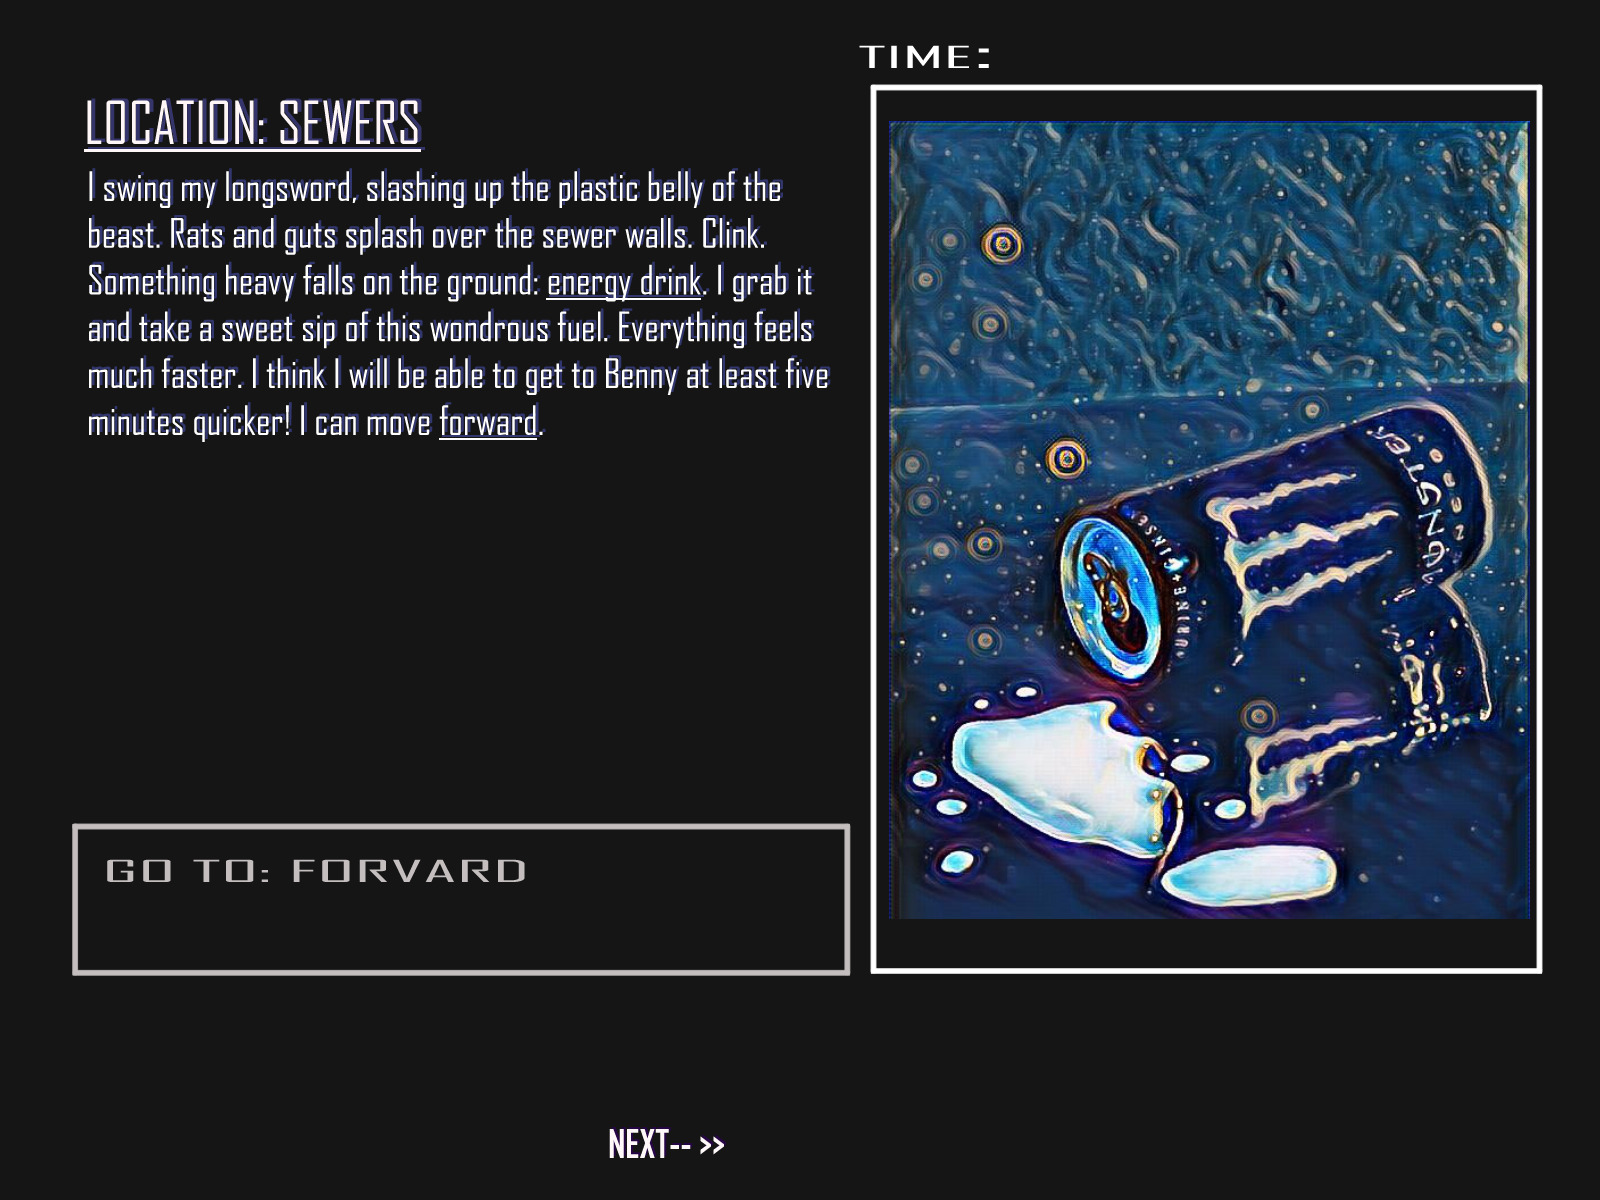 TIME:
LOCATION: SEWERS
I swing my longsword, slashing up the plastic belly of the
beast. Rats and guts splash over the sewer walls. Clink.
Something heavy falls on the ground: energy drink. I grab it
and take a sweet sip of this wondrous fuel. Everything feels
much faster. I think I will be able to get to Benny at least five
minutes quicker! I can move forward.
GO TO: FORVARD
NEXT-- >>